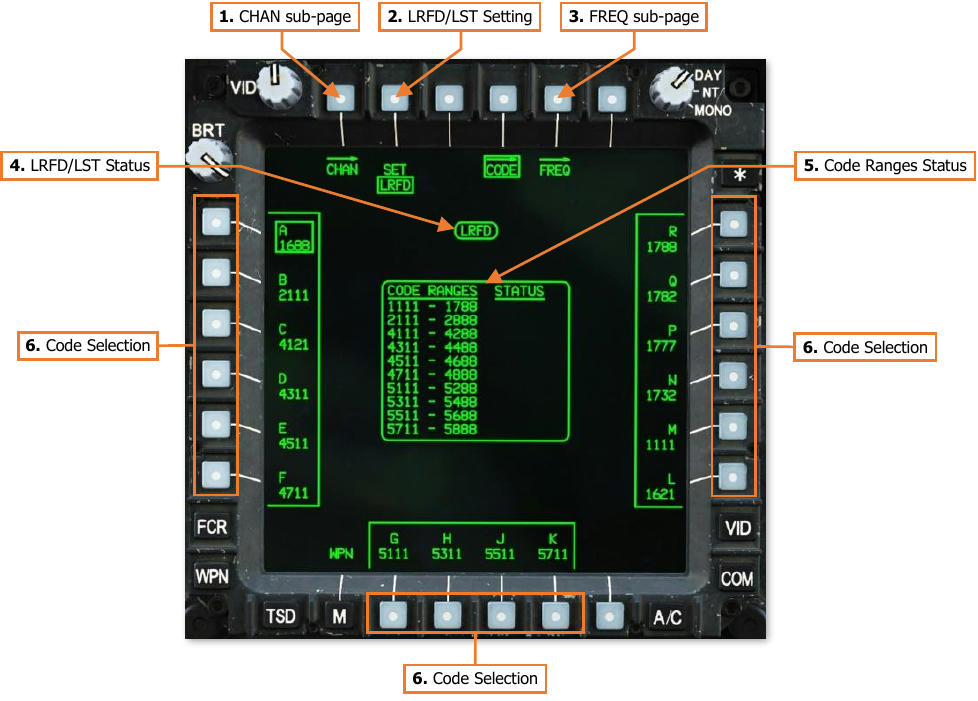 1. CHAN sub-page
2. LRFD/LST Setting
3. FREQ sub-page
VID
DAY
NT
MONO
BRT
4. LRFD/LST Status
5. Code Ranges Status
CHAN
SET
LRFD
CODE
FREQ
*
LRFD
A
1688
B
2111
C
4121
D
4311
E
4511
F
4711
CODE RANGES STATUS
1111 - 1788
2111 - 2888
4111 - 4288
4311 - 4488
4511 - 4688
4711 - 4888
5111 - 5288
5311 - 5488
5511 - 5688
5711 - 5888
R
1788
Q
1782
P
1777
N
1732
M
1111
L
1621
6. Code Selection
6. Code Selection
FCR
VID
WPN
G
5111
H
5311
J
5511
K
5711
WPN
COM
TSD
M
A/C
6. Code Selection